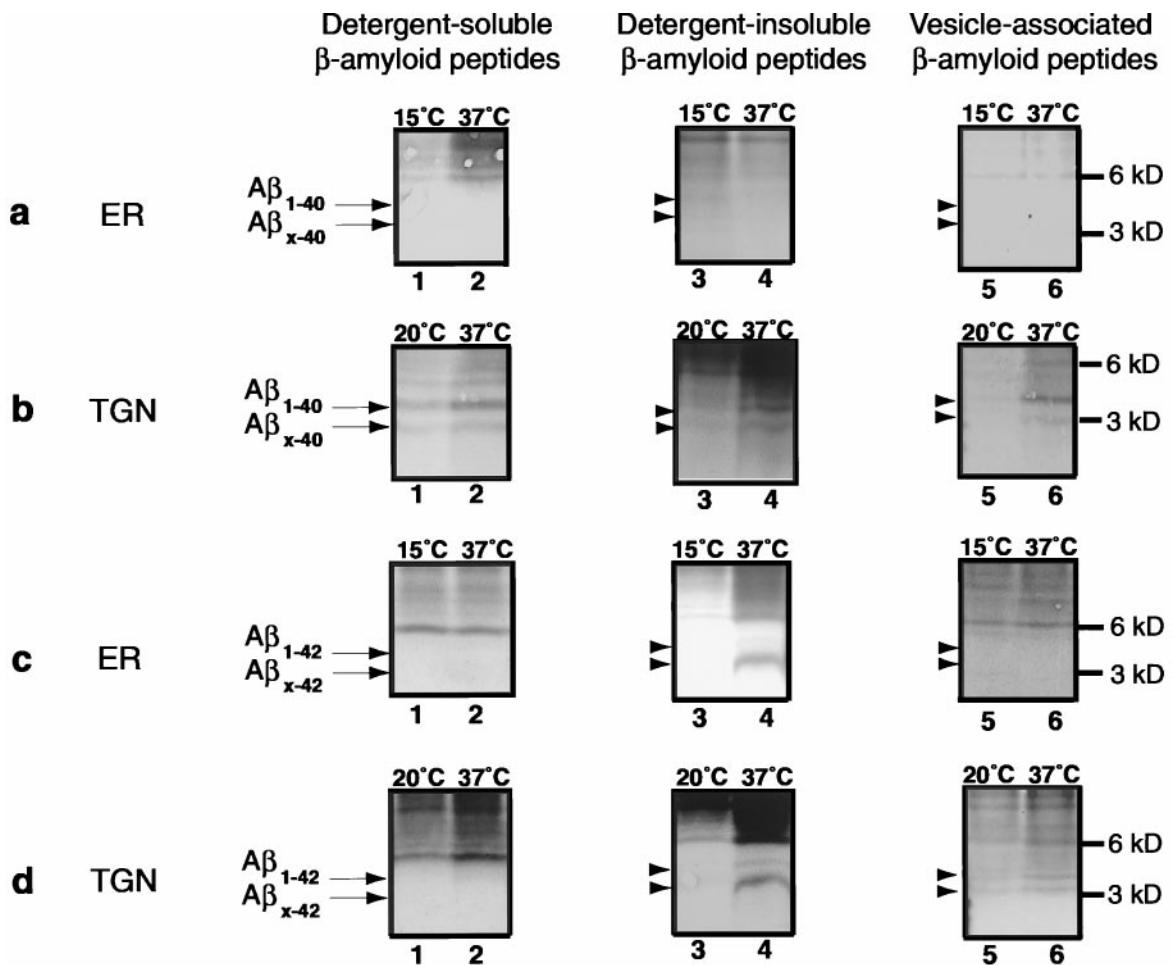 Detergent-soluble Detergent-insoluble Vesicle-associated
β-amyloid peptides β-amyloid peptides β-amyloid peptides
15°C 37°C 15°C 37°C 15°C 37°C
6 kD
Aβ1-40
a ER
Aβx-40
3 kD
1 2 3 4 5 6
20°C 37°C 20°C 37°C 20°C 37°C
6 kD
Aβ1-40
b TGN
Aβx-40
3 kD
1 2 3 4 5 6
15°C 37°C 15°C 37°C 15°C 37°C
6 kD
Aβ1-42
c ER
Aβx-42
3 kD
1 2 3 4 5 6
20°C 37°C 20°C 37°C 20°C 37°C
6 kD
Aβ1-42
d TGN
Aβx-42
3 kD
1 2 3 4 5 6